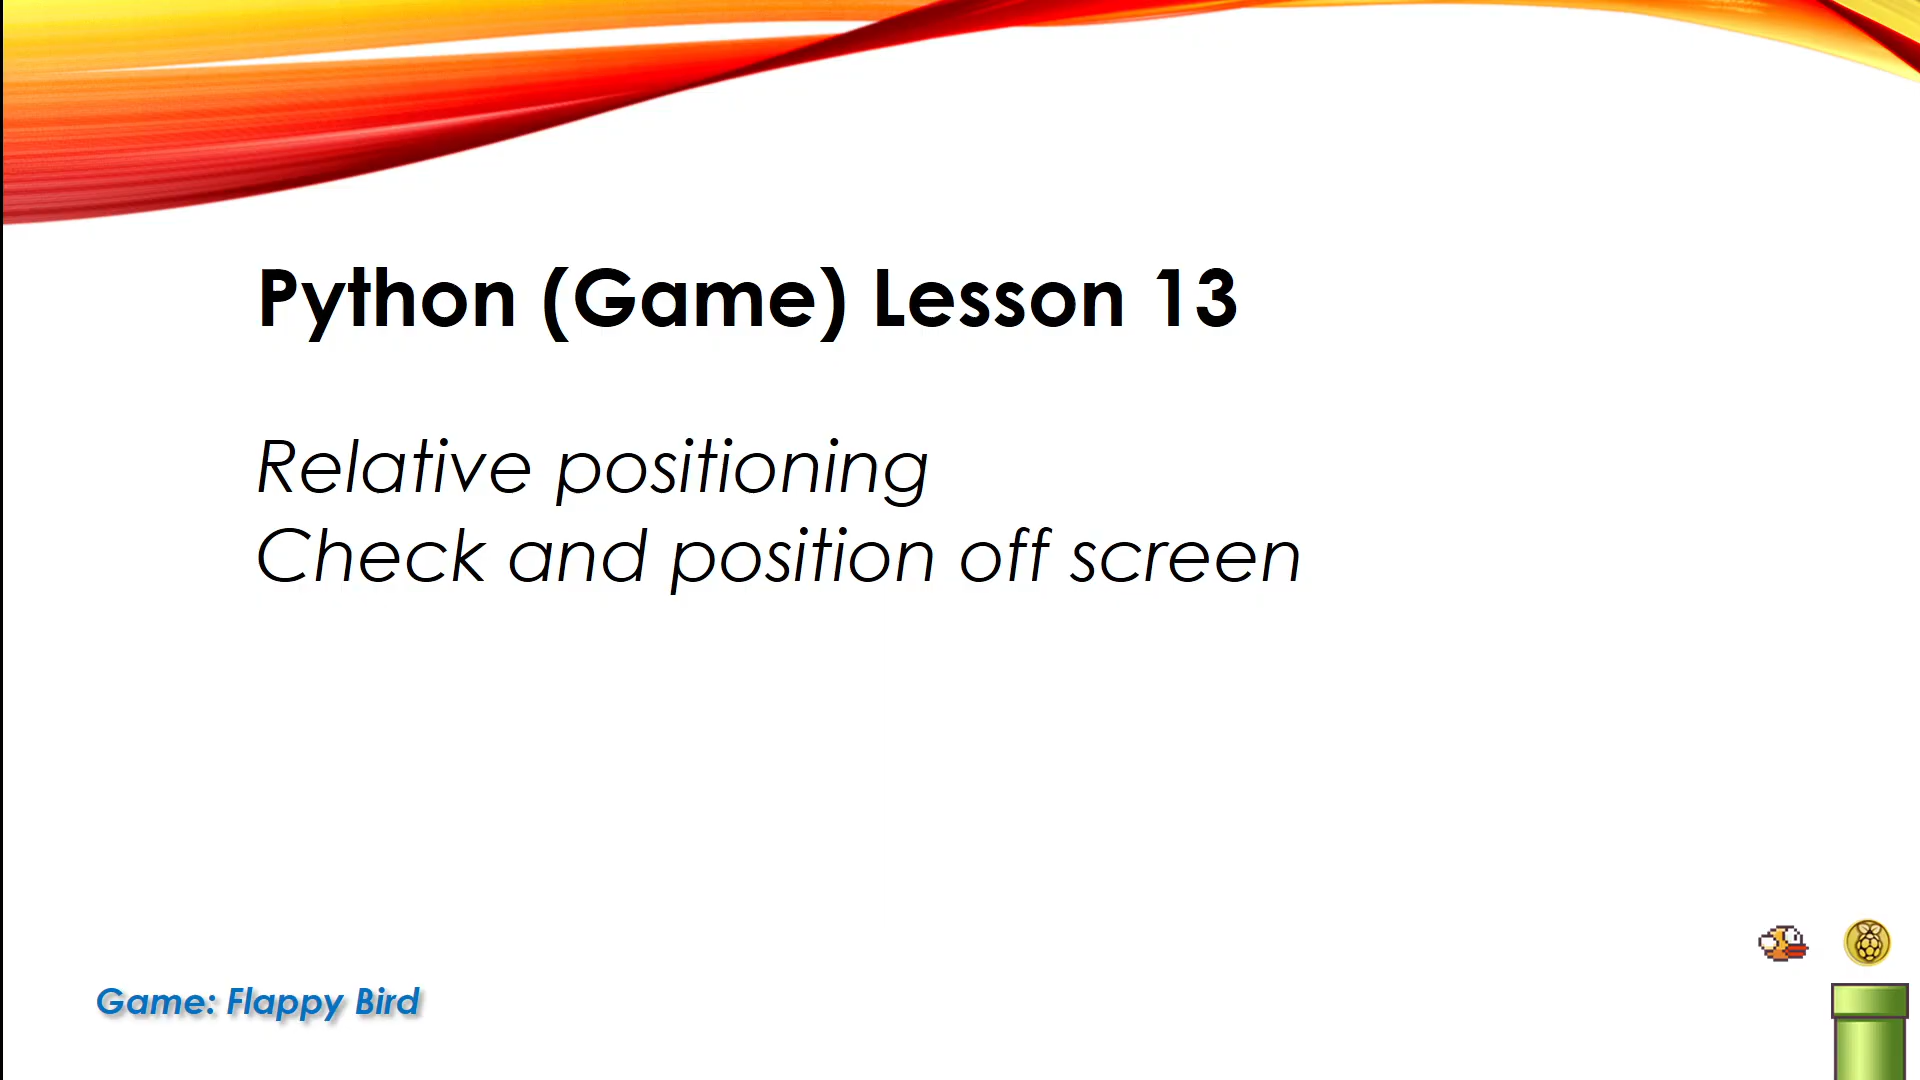 Python (Game) Lesson 13
Relative positioning
Check and position off screen
Game: Flappy Bird